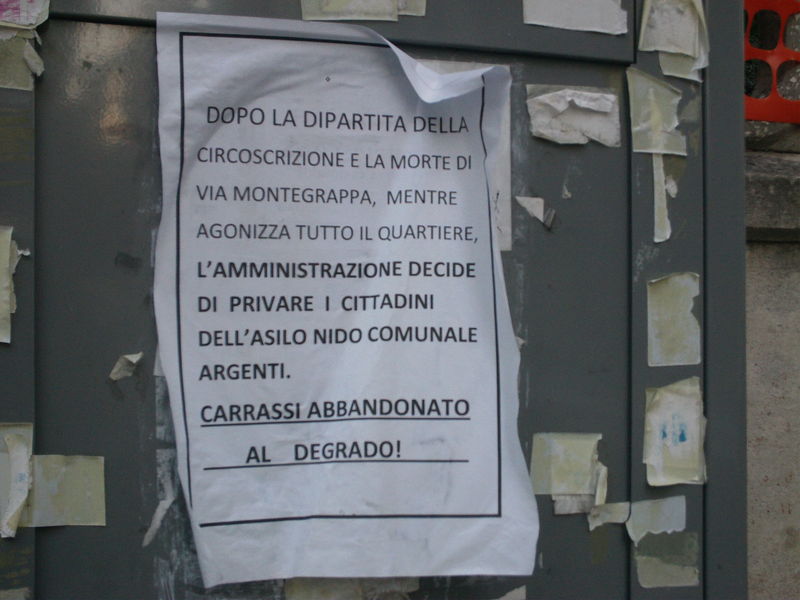 DOPO LA DIPARTITA DELLA
CIRCOSCRIZIONE E LA MORTE DI
VIA MONTEGRAPPA, MENTRE
AGONIZZA TUTTO IL QUARTIERE,
L'AMMINISTRAZIONE DECIDE
DI PRIVARE I CITTADINI
DELL'ASILO NIDO COMUNALE
ARGENTI.
CARRASSI ABBANDONATO
AL DEGRADO!